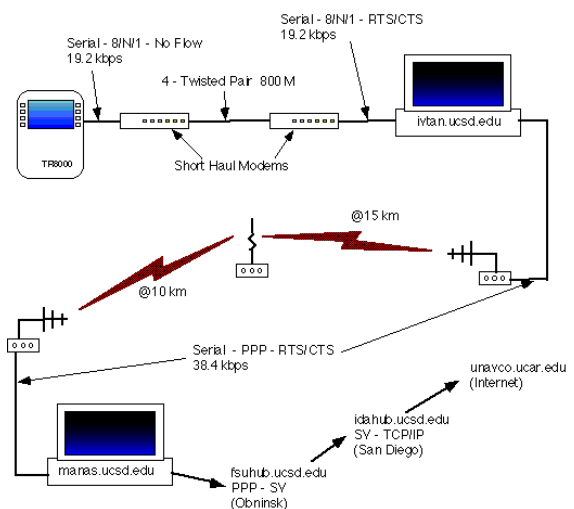 Serial - 8/N/1 - RTS/CTS
19.2 kbps
Serial - 8/N/1 - No Flow
19.2 kbps
4 - Twisted Pair 800 M
ivtan.ucsd.edu
Short Haul Modems
TR8000
@15 km
@10 km
Serial - PPP - RTS/CTS
38.4 kbps
unavco.ucar.edu
(Internet)
idahub.ucsd.edu
SV - TCP/IP
(San Diego)
manas.ucsd.edu
fsuhub.ucsd.edu
PPP - SV
(Obninsk)